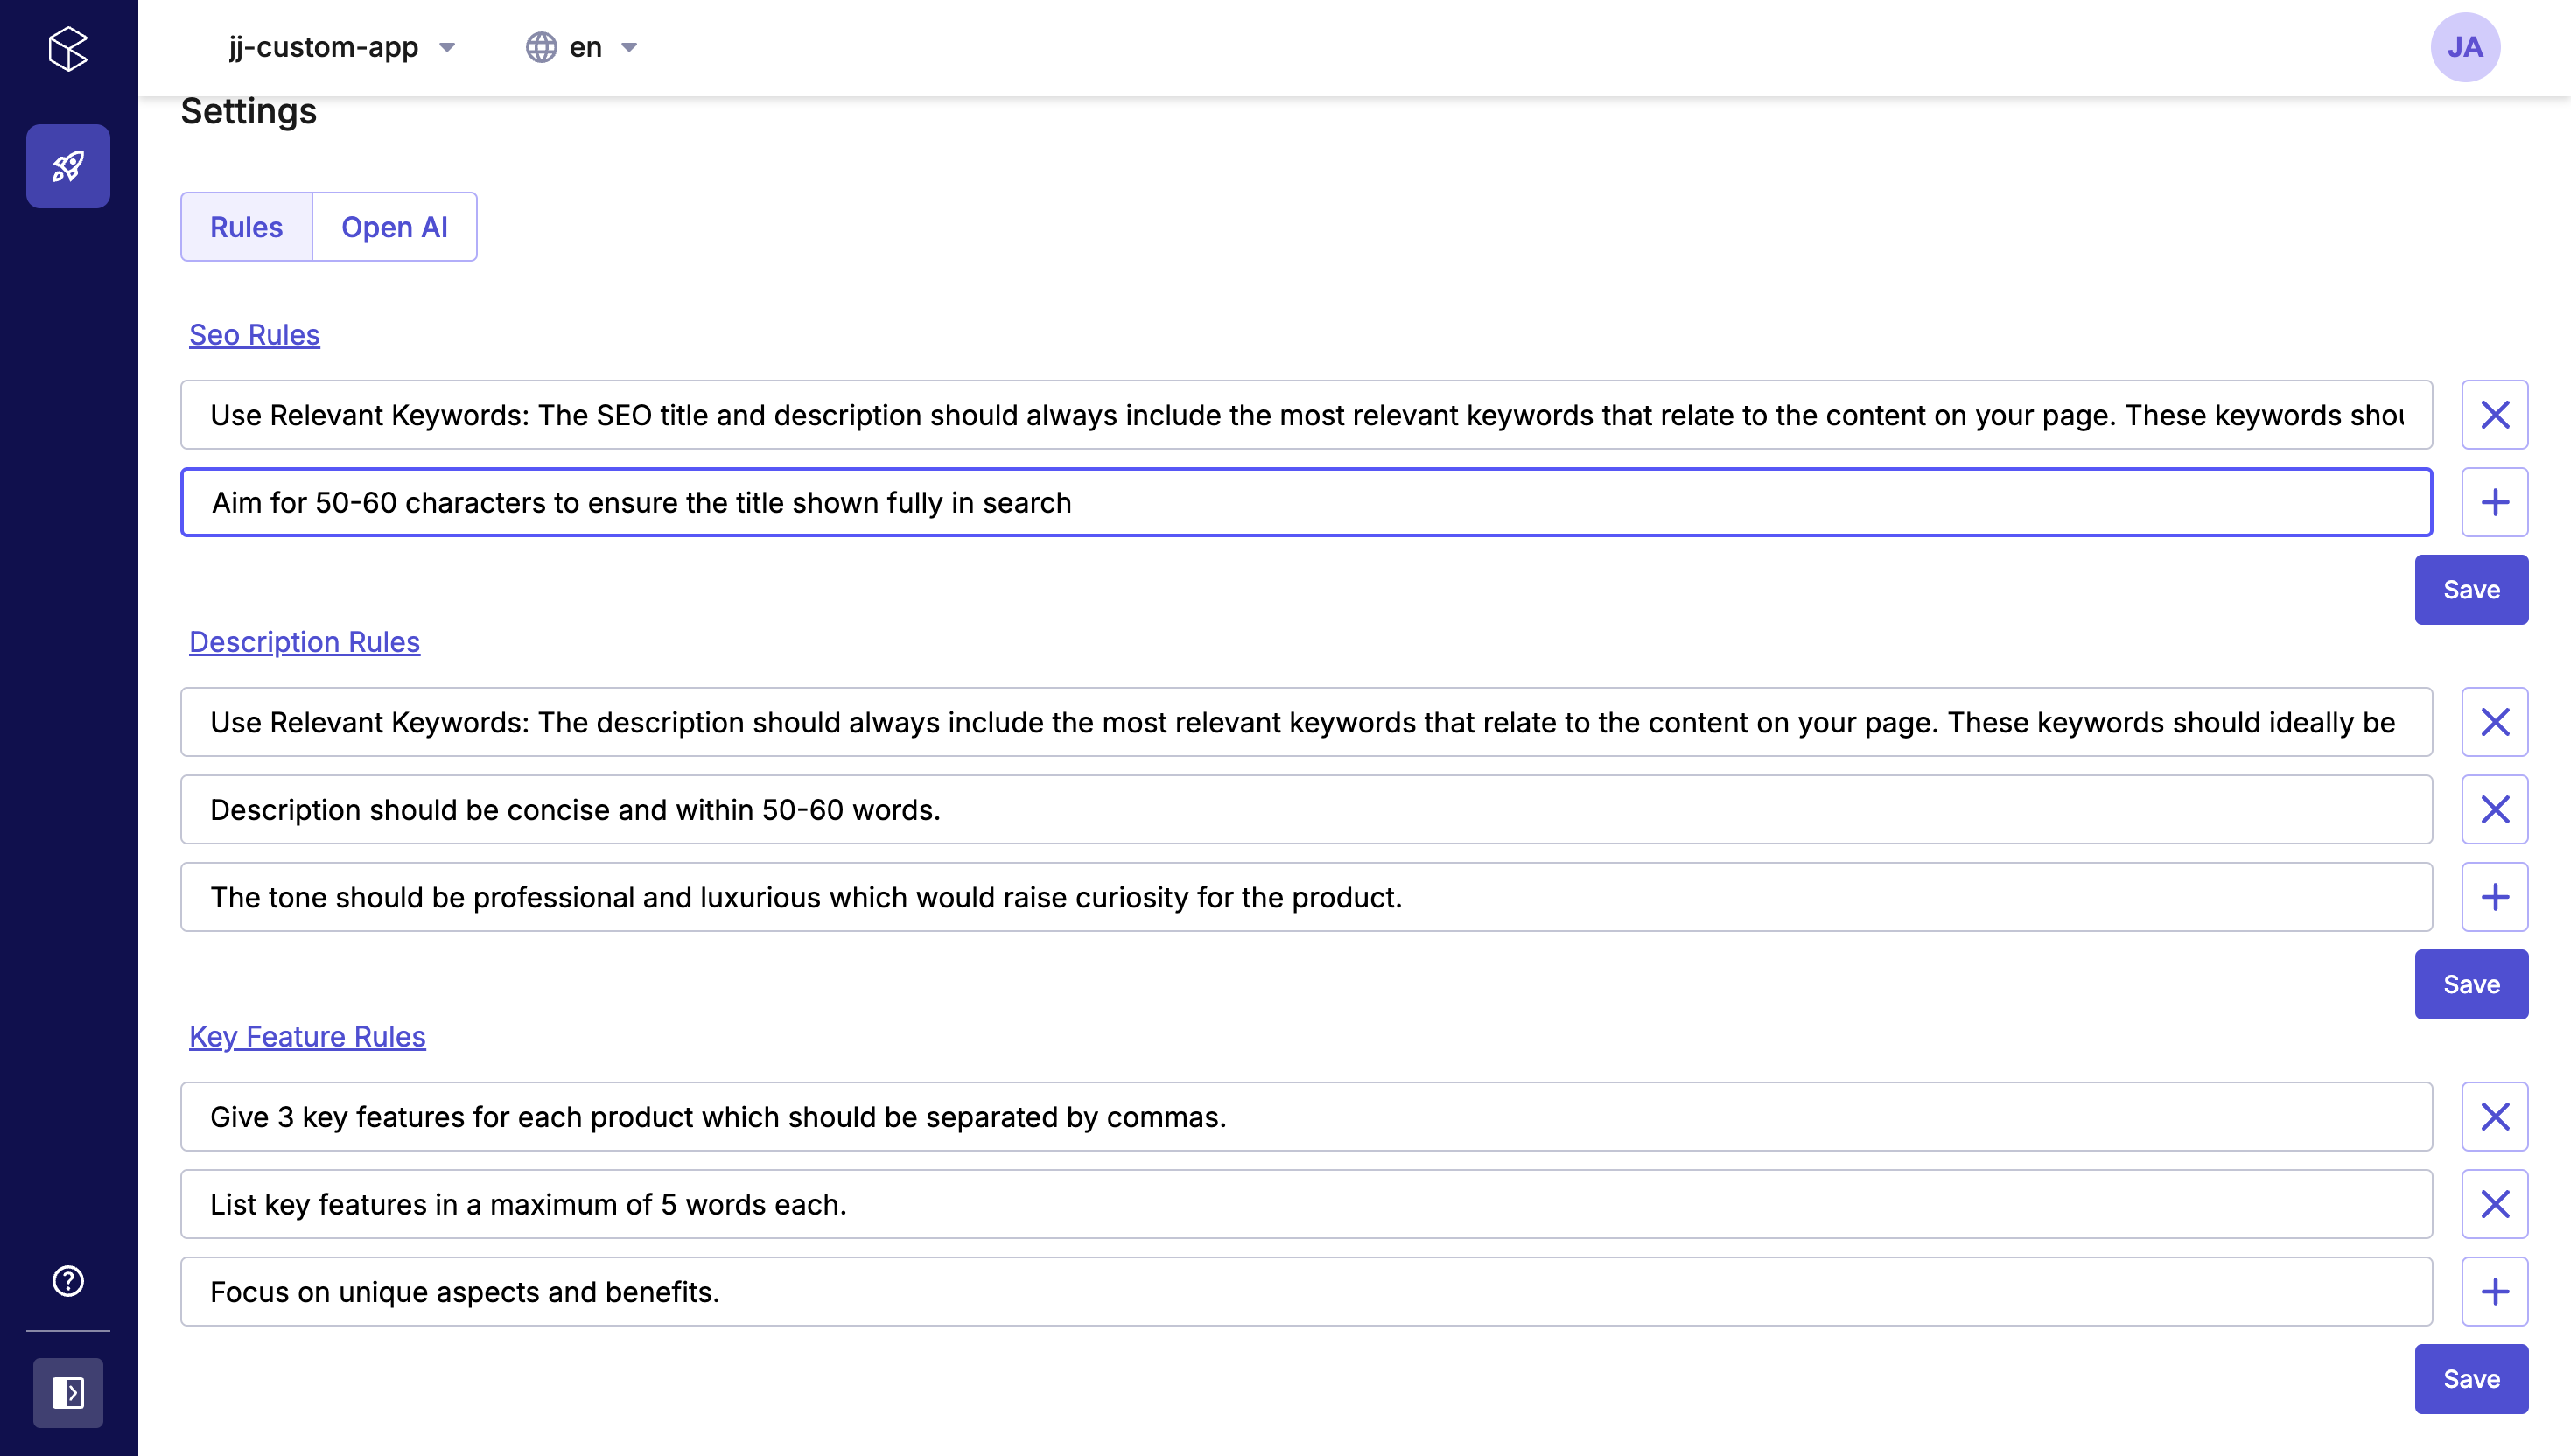 jj-custom-app en JA
Settings
Rules Open AI
Seo Rules
Use Relevant Keywords: The SEO title and description should always include the most relevant keywords that relate to the content on your page. These keywords shou
Aim for 50-60 characters to ensure the title shown fully in search
Save
Description Rules
Use Relevant Keywords: The description should always include the most relevant keywords that relate to the content on your page. These keywords should ideally be
Description should be concise and within 50-60 words.
The tone should be professional and luxurious which would raise curiosity for the product.
Save
Key Feature Rules
Give 3 key features for each product which should be separated by commas.
List key features in a maximum of 5 words each.
Focus on unique aspects and benefits.
Save